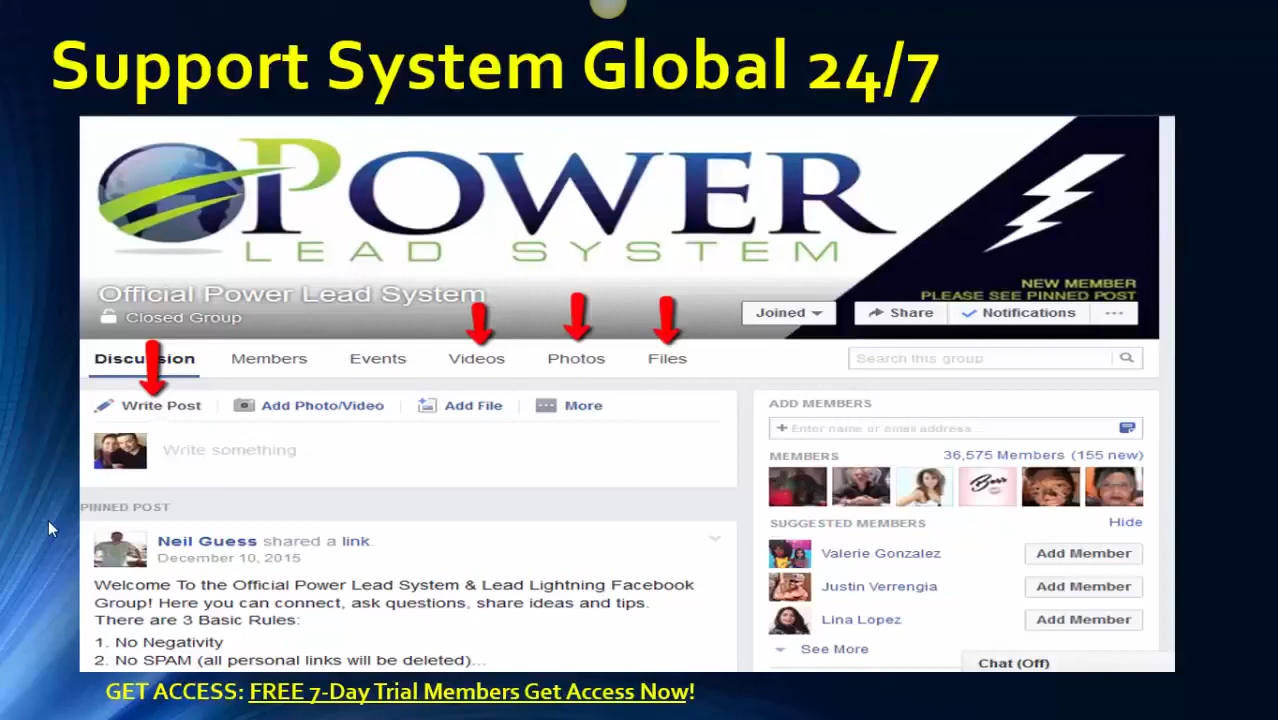 Support System Global 24/7
POWER
LEAD SYSTEM
NEW MEMBER
PLEASE SEE PINNED POST
Official Power Lead System
Closed Group
Joined
Share
Notifications
Discussion
Members
Events
Videos
Photos
Files
Search this group
Write Post
Add Photo/Video
Add File
More
Write something
ADD MEMBERS
+ Enter name or email address...
MEMBERS
36,575 Members (155 new)
Boss
SUGGESTED MEMBERS
Hide
Valerie Gonzalez
Add Member
Justin Verrengia
Add Member
Lina Lopez
Add Member
See More
Chat (Off)
PINNED POST
Neil Guess shared a link.
December 10, 2015
Welcome To the Official Power Lead System & Lead Lightning Facebook
Group! Here you can connect, ask questions, share ideas and tips.
There are 3 Basic Rules:
1. No Negativity
2. No SPAM (all personal links will be deleted)...
GET ACCESS: FREE 7-Day Trial Members Get Access Now!